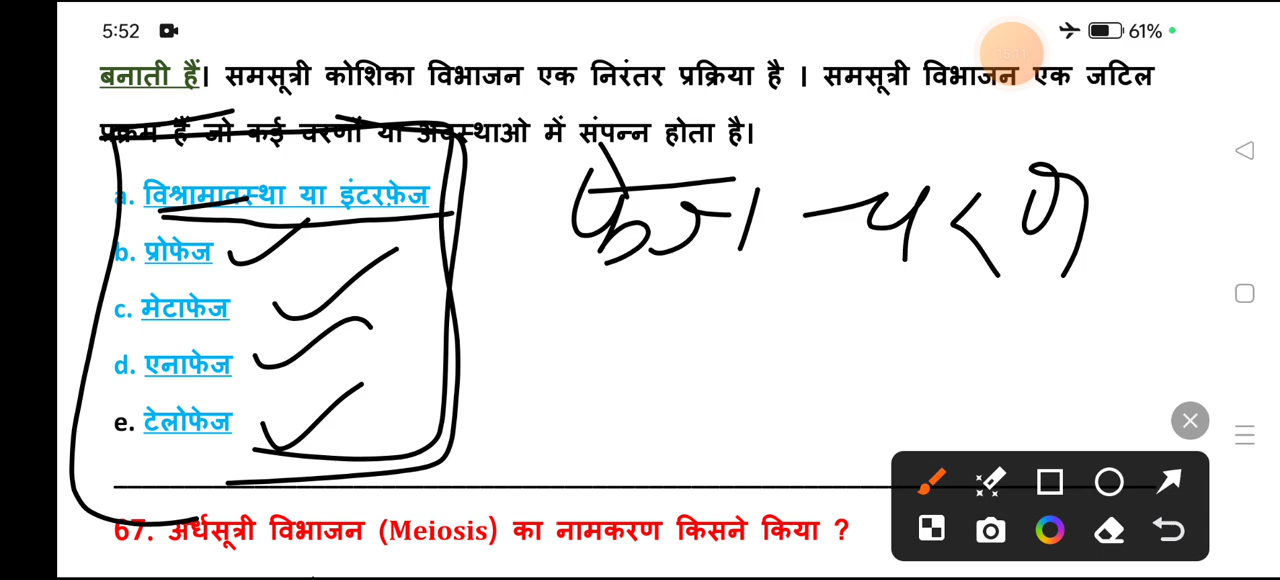 5:52 61%
बनाती हैं। समसूत्री कोशिका विभाजन एक निरंतर प्रक्रिया है । समसूत्री विभाजन एक जटिल
प्रक्रम हैं जो कई चरणों या अवस्थाओ में संपन्न होता है।
a. विश्रामावस्था या इंटरफ़ेज
b. प्रोफेज
c. मेटाफेज
d. एनाफेज
e. टेलोफेज
फेज - चरण
67. अर्धसूत्री विभाजन (Meiosis) का नामकरण किसने किया ?